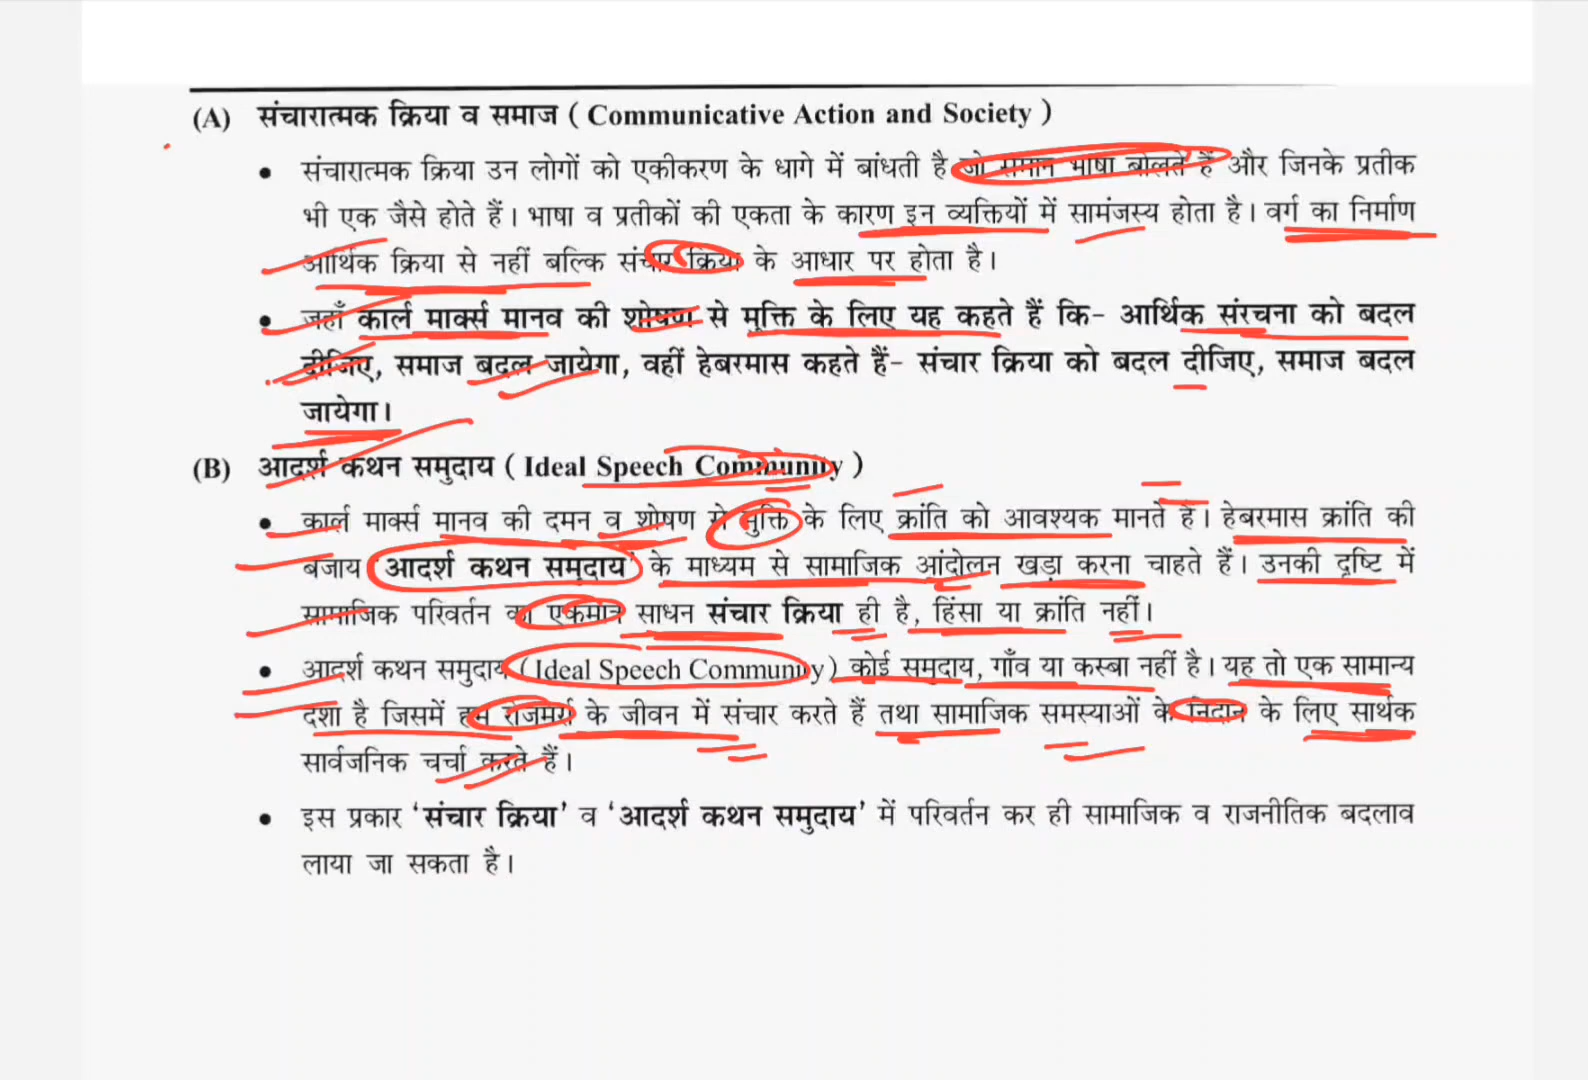 (A) संचारात्मक क्रिया व समाज ( Communicative Action and Society )
• संचारात्मक क्रिया उन लोगों को एकीकरण के धागे में बांधती है जो समान भाषा बोलते हैं और जिनके प्रतीक
भी एक जैसे होते हैं। भाषा व प्रतीकों की एकता के कारण इन व्यक्तियों में सामंजस्य होता है। वर्ग का निर्माण
आर्थिक क्रिया से नहीं बल्कि संचार क्रिया के आधार पर होता है।
• जहाँ कार्ल मार्क्स मानव की शोषण से मुक्ति के लिए यह कहते हैं कि- आर्थिक संरचना को बदल
दीजिए, समाज बदल जायेगा, वहीं हेबरमास कहते हैं- संचार क्रिया को बदल दीजिए, समाज बदल
जायेगा।
(B) आदर्श कथन समुदाय ( Ideal Speech Community )
• कार्ल मार्क्स मानव की दमन व शोषण से मुक्ति के लिए क्रांति को आवश्यक मानते हैं। हेबरमास क्रांति की
बजाय 'आदर्श कथन समुदाय' के माध्यम से सामाजिक आंदोलन खड़ा करना चाहते हैं। उनकी दृष्टि में
सामाजिक परिवर्तन का एकमात्र साधन संचार क्रिया ही है, हिंसा या क्रांति नहीं।
• आदर्श कथन समुदाय (Ideal Speech Community) कोई समुदाय, गाँव या कस्बा नहीं है। यह तो एक सामान्य
दशा है जिसमें हम रोजमर्रा के जीवन में संचार करते हैं तथा सामाजिक समस्याओं के निदान के लिए सार्थक
सार्वजनिक चर्चा करते हैं।
• इस प्रकार 'संचार क्रिया' व 'आदर्श कथन समुदाय' में परिवर्तन कर ही सामाजिक व राजनीतिक बदलाव
लाया जा सकता है।